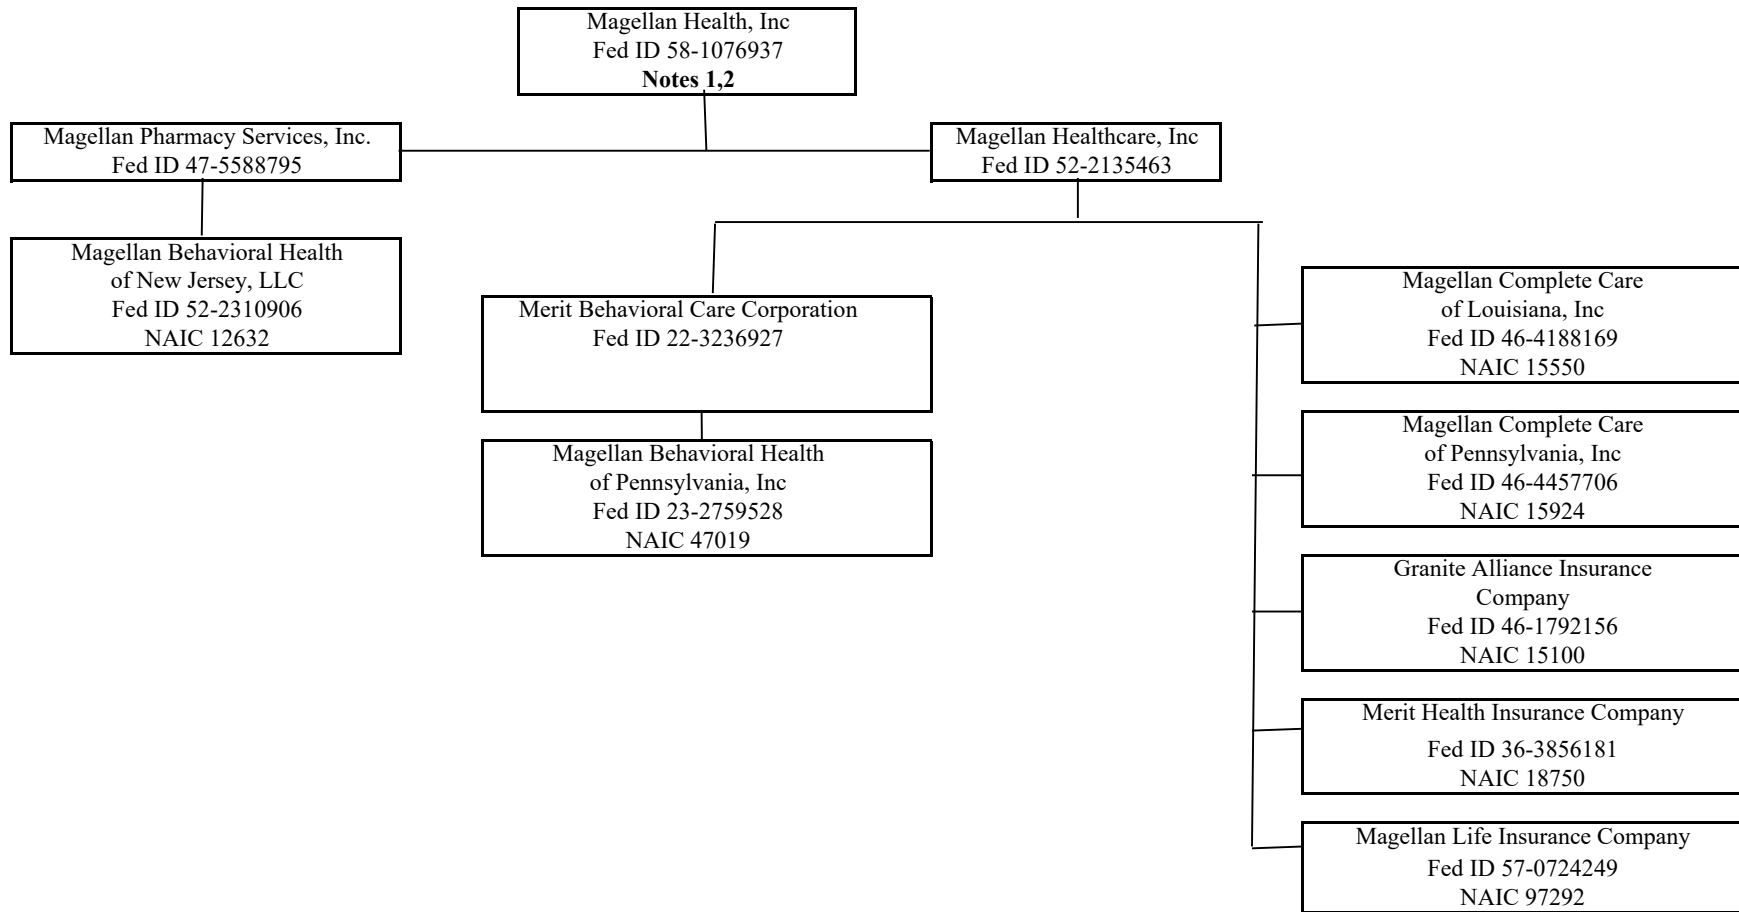 Magellan Health, Inc
Fed ID 58-1076937
Notes 1,2
Magellan Pharmacy Services, Inc.
Fed ID 47-5588795
Magellan Healthcare, Inc
Fed ID 52-2135463
Magellan Behavioral Health
of New Jersey, LLC
Fed ID 52-2310906
NAIC 12632
Merit Behavioral Care Corporation
Fed ID 22-3236927
Magellan Behavioral Health
of Pennsylvania, Inc
Fed ID 23-2759528
NAIC 47019
Magellan Complete Care
of Louisiana, Inc
Fed ID 46-4188169
NAIC 15550
Magellan Complete Care
of Pennsylvania, Inc
Fed ID 46-4457706
NAIC 15924
Granite Alliance Insurance
Company
Fed ID 46-1792156
NAIC 15100
Merit Health Insurance Company
Fed ID 36-3856181
NAIC 18750
Magellan Life Insurance Company
Fed ID 57-0724249
NAIC 97292